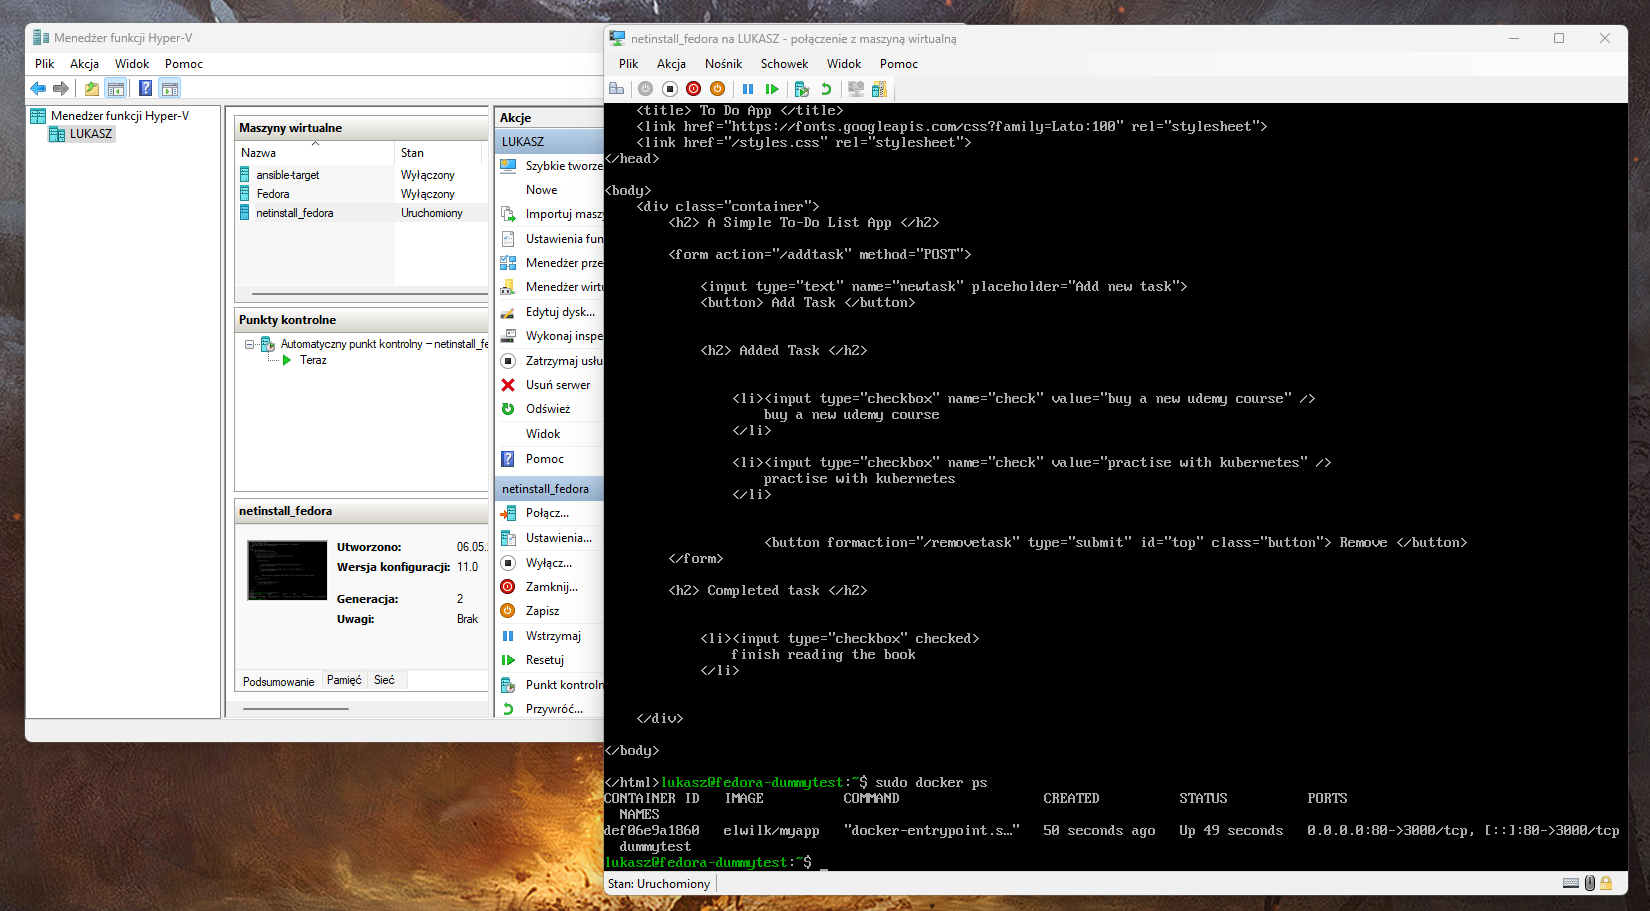 Menedżer funkcji Hyper-V
Plik Akcja Widok Pomoc
Menedżer funkcji Hyper-V
LUKASZ
Maszyny wirtualne
Nazwa Stan
ansible-target Wyłączony
Fedora Wyłączony
netinstall_fedora Uruchomiony
Punkty kontrolne
Automatyczny punkt kontrolny – netinstall_fe
Teraz
netinstall_fedora
Utworzono: 06.05.
Wersja konfiguracji: 11.0
Generacja: 2
Uwagi: Brak
Podsumowanie Pamięć Sieć
Akcje
LUKASZ
Szybkie tworze
Nowe
Importuj masz
Ustawienia fun
Menedżer prze
Menedżer wirtu
Edytuj dysk...
Wykonaj inspe
Zatrzymaj usłu
Usuń serwer
Odśwież
Widok
Pomoc
netinstall_fedora
Połącz...
Ustawienia...
Wyłącz...
Zamknij...
Zapisz
Wstrzymaj
Resetuj
Punkt kontroln
Przywróć...
netinstall_fedora na LUKASZ - połączenie z maszyną wirtualną
Plik Akcja Nośnik Schowek Widok Pomoc
<title> To Do App </title>
<link href="https://fonts.googleapis.com/css?family=Lato:100" rel="stylesheet">
<link href="/styles.css" rel="stylesheet">
</head>
<body>
<div class="container">
<h2> A Simple To-Do List App </h2>
<form action="/addtask" method="POST">
<input type="text" name="newtask" placeholder="Add new task">
<button> Add Task </button>
<h2> Added Task </h2>
<li><input type="checkbox" name="check" value="buy a new udemy course" />
buy a new udemy course
</li>
<li><input type="checkbox" name="check" value="practise with kubernetes" />
practise with kubernetes
</li>
<button formaction="/removetask" type="submit" id="top" class="button"> Remove </button>
</form>
<h2> Completed task </h2>
<li><input type="checkbox" checked>
finish reading the book
</li>
</div>
</body>
</html>lukasz@fedora-dummytest:~$ sudo docker ps
CONTAINER ID IMAGE COMMAND CREATED STATUS PORTS
NAMES
def06e9a1860 elwilk/myapp "docker-entrypoint.s…" 50 seconds ago Up 49 seconds 0.0.0.0:80->3000/tcp, [::]:80->3000/tcp
dummytest
lukasz@fedora-dummytest:~$ _
Stan: Uruchomiony